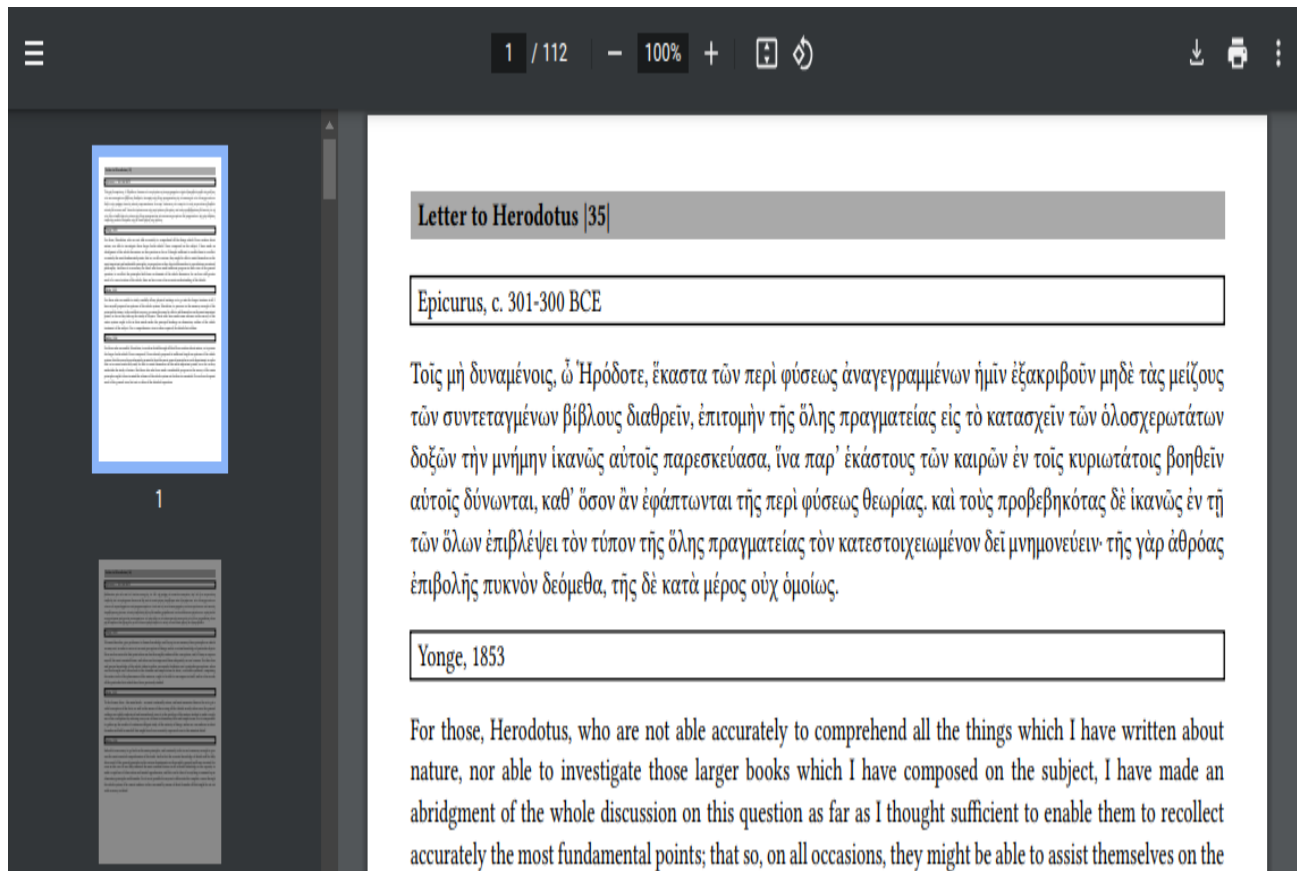 1 / 112
100%
Letter to Herodotus |35|
Epicurus, c. 301-300 BCE
Τοῖς μὴ δυναμένοις, ὦ Ἡρόδοτε, ἕκαστα τῶν περὶ φύσεως ἀναγεγραμμένων ἡμῖν ἐξακριβοῦν μηδὲ τὰς μείζους
τῶν συντεταγμένων βίβλους διαθρεῖν, ἐπιτομὴν τῆς ὅλης πραγματείας εἰς τὸ κατασχεῖν τῶν ὁλοσχερωτάτων
δοξῶν τὴν μνήμην ἱκανῶς αὐτοῖς παρεσκεύασα, ἵνα παρ’ ἑκάστους τῶν καιρῶν ἐν τοῖς κυριωτάτοις βοηθεῖν
αὑτοῖς δύνωνται, καθ’ ὅσον ἂν ἐφάπτωνται τῆς περὶ φύσεως θεωρίας. καὶ τοὺς προβεβηκότας δὲ ἱκανῶς ἐν τῇ
τῶν ὅλων ἐπιβλέψει τὸν τύπον τῆς ὅλης πραγματείας τὸν κατεστοιχειωμένον δεῖ μνημονεύειν· τῆς γὰρ ἀθρόας
ἐπιβολῆς πυκνὸν δεόμεθα, τῆς δὲ κατὰ μέρος οὐχ ὁμοίως.
Yonge, 1853
For those, Herodotus, who are not able accurately to comprehend all the things which I have written about
nature, nor able to investigate those larger books which I have composed on the subject, I have made an
abridgment of the whole discussion on this question as far as I thought sufficient to enable them to recollect
accurately the most fundamental points; that so, on all occasions, they might be able to assist themselves on the
1